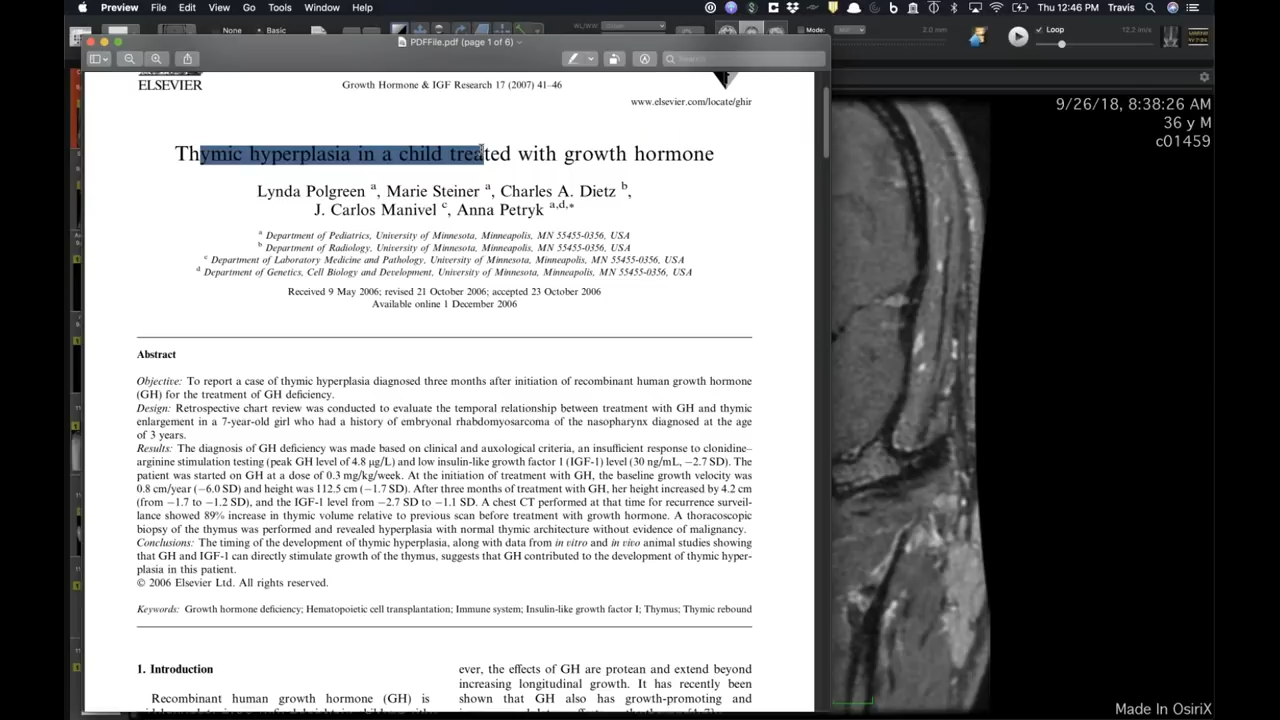 Preview File Edit View Go Tools Window Help
Thu 12:46 PM Travis
None Basic WL/WW: Mode: 2.0 mm Loop 12.2 im/s
PDFFile.pdf (page 1 of 6)
Search
ELSEVIER
Growth Hormone & IGF Research 17 (2007) 41–46
www.elsevier.com/locate/ghir
Thymic hyperplasia in a child treated with growth hormone
Lynda Polgreen a, Marie Steiner a, Charles A. Dietz b,
J. Carlos Manivel c, Anna Petryk a,d,*
a Department of Pediatrics, University of Minnesota, Minneapolis, MN 55455-0356, USA
b Department of Radiology, University of Minnesota, Minneapolis, MN 55455-0356, USA
c Department of Laboratory Medicine and Pathology, University of Minnesota, Minneapolis, MN 55455-0356, USA
d Department of Genetics, Cell Biology and Development, University of Minnesota, Minneapolis, MN 55455-0356, USA
Received 9 May 2006; revised 21 October 2006; accepted 23 October 2006
Available online 1 December 2006
Abstract
Objective: To report a case of thymic hyperplasia diagnosed three months after initiation of recombinant human growth hormone
(GH) for the treatment of GH deficiency.
Design: Retrospective chart review was conducted to evaluate the temporal relationship between treatment with GH and thymic
enlargement in a 7-year-old girl who had a history of embryonal rhabdomyosarcoma of the nasopharynx diagnosed at the age
of 3 years.
Results: The diagnosis of GH deficiency was made based on clinical and auxological criteria, an insufficient response to clonidine–
arginine stimulation testing (peak GH level of 4.8 μg/L) and low insulin-like growth factor 1 (IGF-1) level (30 ng/mL, −2.7 SD). The
patient was started on GH at a dose of 0.3 mg/kg/week. At the initiation of treatment with GH, the baseline growth velocity was
0.8 cm/year (−6.0 SD) and height was 112.5 cm (−1.7 SD). After three months of treatment with GH, her height increased by 4.2 cm
(from −1.7 to −1.2 SD), and the IGF-1 level from −2.7 SD to −1.1 SD. A chest CT performed at that time for recurrence surveil-
lance showed 89% increase in thymic volume relative to previous scan before treatment with growth hormone. A thoracoscopic
biopsy of the thymus was performed and revealed hyperplasia with normal thymic architecture without evidence of malignancy.
Conclusions: The timing of the development of thymic hyperplasia, along with data from in vitro and in vivo animal studies showing
that GH and IGF-1 can directly stimulate growth of the thymus, suggests that GH contributed to the development of thymic hyper-
plasia in this patient.
© 2006 Elsevier Ltd. All rights reserved.
Keywords: Growth hormone deficiency; Hematopoietic cell transplantation; Immune system; Insulin-like growth factor I; Thymus; Thymic rebound
1. Introduction
Recombinant human growth hormone (GH) is
ever, the effects of GH are protean and extend beyond
increasing longitudinal growth. It has recently been
shown that GH also has growth-promoting and
9/26/18, 8:38:26 AM
36 y M
c01459
Made In OsiriX